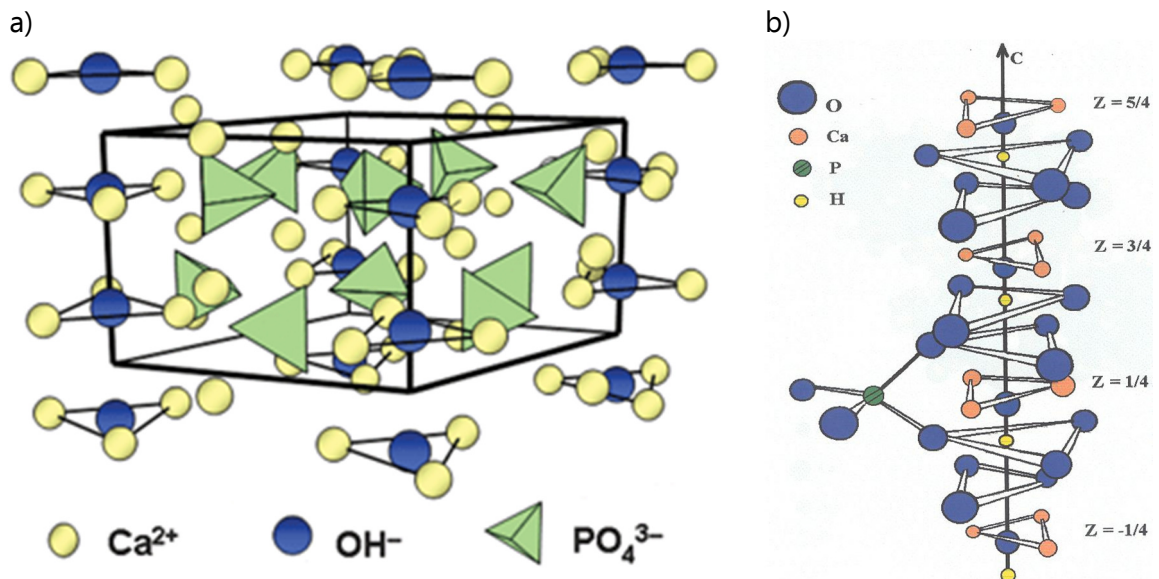 a)
Ca²⁺
OH⁻
PO₄³⁻
b)
C
O
Ca
P
H
Z = 5/4
Z = 3/4
Z = 1/4
Z = -1/4